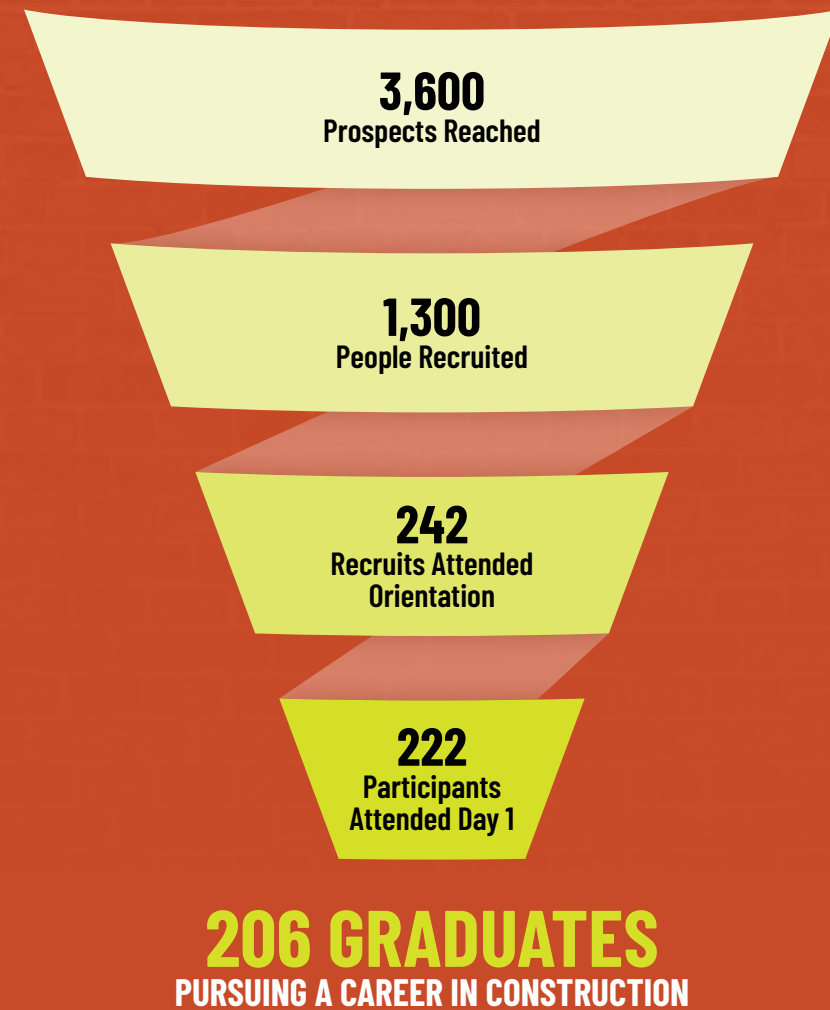 3,600
Prospects Reached
1,300
People Recruited
242
Recruits Attended
Orientation
222
Participants
Attended Day 1
206 GRADUATES
PURSUING A CAREER IN CONSTRUCTION